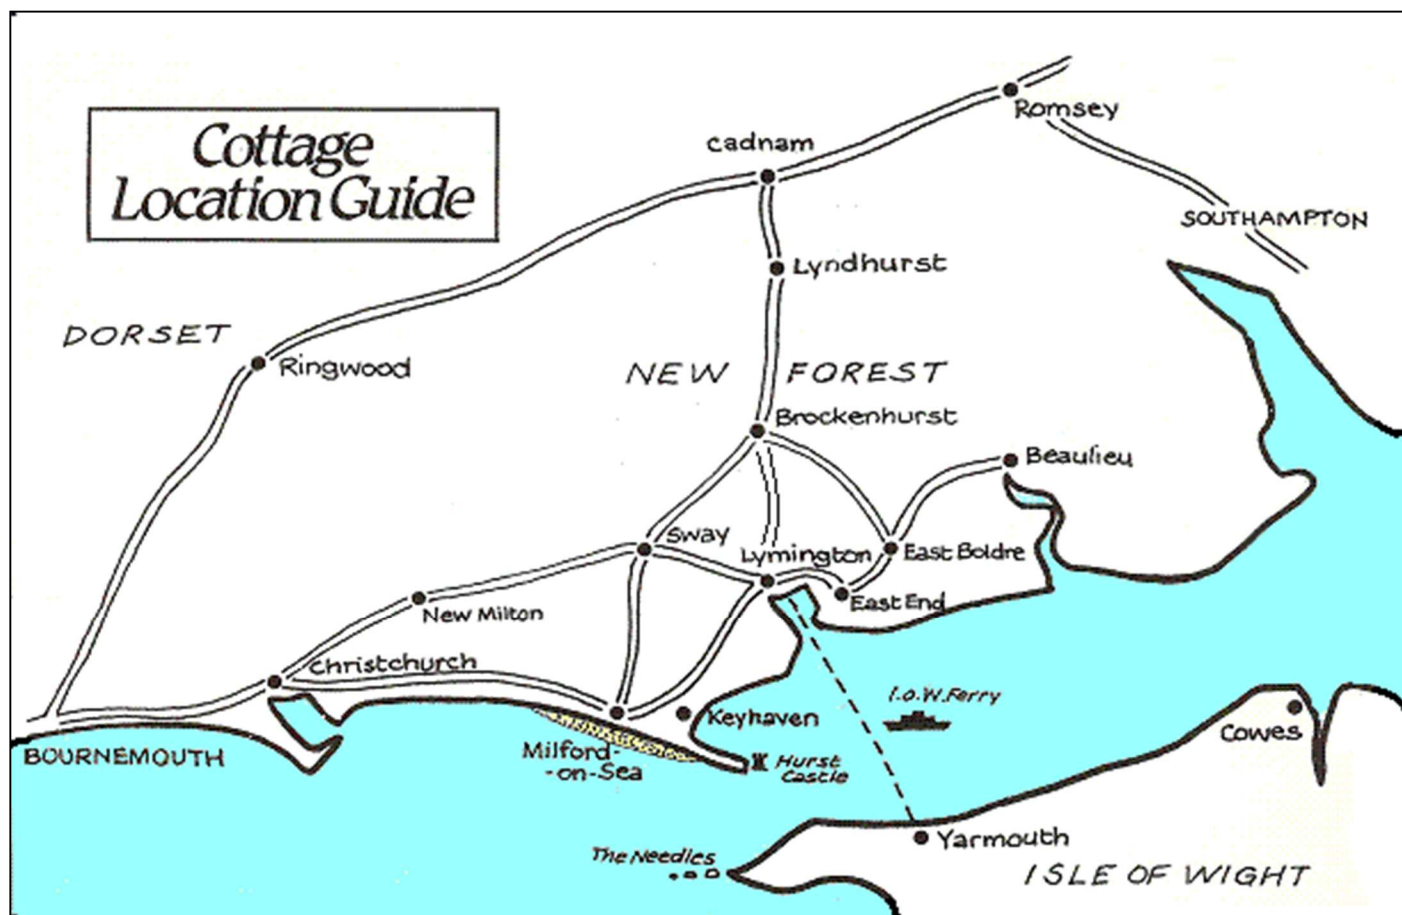 Cottage
Location Guide
Romsey
Cadnam
SOUTHAMPTON
Lyndhurst
DORSET
Ringwood
NEW FOREST
Brockenhurst
Beaulieu
Sway
Lymington
East Boldre
East End
New Milton
Christchurch
I.O.W. Ferry
Keyhaven
Cowes
BOURNEMOUTH
Milford-
-on-Sea
Hurst
Castle
Yarmouth
The Needles
ISLE OF WIGHT